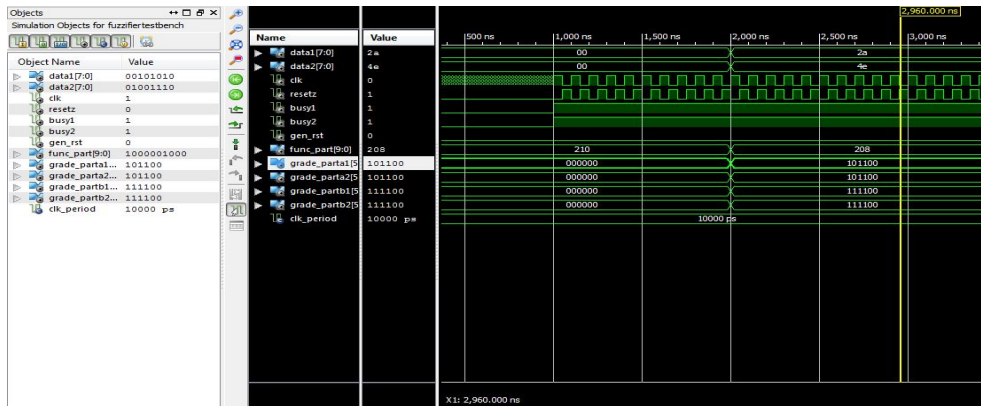 Objects
Simulation Objects for fuzzifiertestbench
Object Name Value
data1[7:0] 00101010
data2[7:0] 01001110
clk 1
resetz 0
busy1 1
busy2 1
gen_rst 0
func_part[9:0] 1000001000
grade_parta1... 101100
grade_parta2... 101100
grade_partb1... 111100
grade_partb2... 111100
clk_period 10000 ps
2,960.000 ns
Name Value
500 ns 1,000 ns 1,500 ns 2,000 ns 2,500 ns 3,000 ns
data1[7:0] 2a 00 2a
data2[7:0] 4e 00 4e
clk 0
resetz 1
busy1 1
busy2 1
gen_rst 0
func_part[9:0] 208 210 208
grade_parta1[5 101100 000000 101100
grade_parta2[5 101100 000000 101100
grade_partb1[5 111100 000000 111100
grade_partb2[5 111100 000000 111100
clk_period 10000 ps 10000 ps
X1: 2,960.000 ns